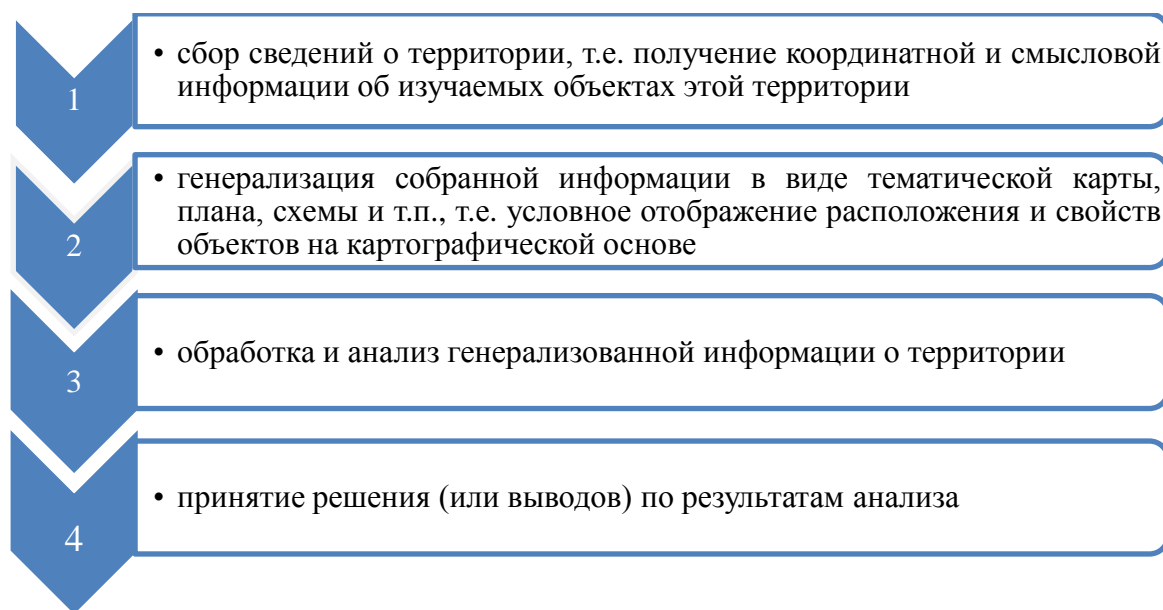 1
• сбор сведений о территории, т.е. получение координатной и смысловой
информации об изучаемых объектах этой территории
2
• генерализация собранной информации в виде тематической карты,
плана, схемы и т.п., т.е. условное отображение расположения и свойств
объектов на картографической основе
3
• обработка и анализ генерализованной информации о территории
4
• принятие решения (или выводов) по результатам анализа